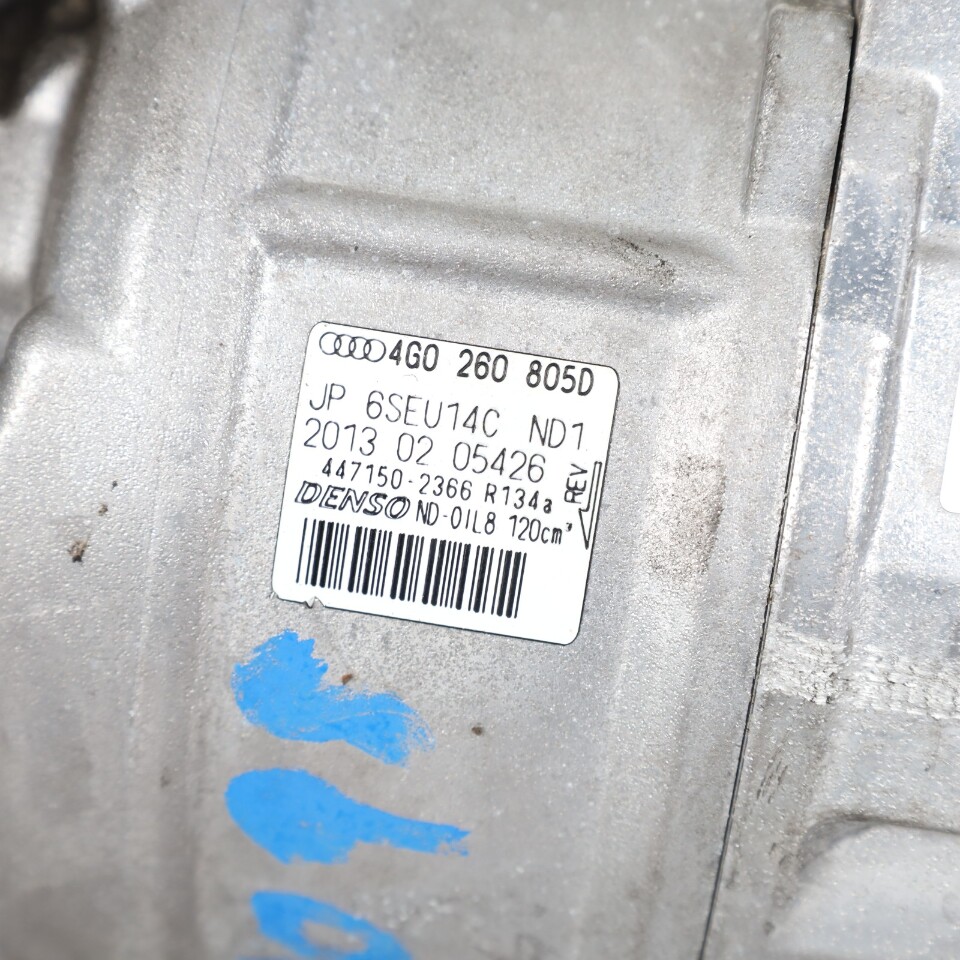 4G0 260 805D
JP 6SEU14C ND1
2013 02 05426
447150-2366 R134a
DENSO ND-OIL8 120cm³
REV